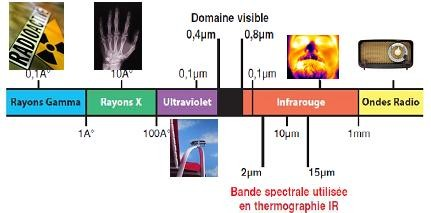 Domaine visible
0,4µm 0,8µm
RADIOACTIVE
0,1A° 10A° 0,1µm 0,1µm
Rayons Gamma Rayons X Ultraviolet Infrarouge Ondes Radio
1A° 100A° 10µm 1mm
2µm 15µm
Bande spectrale utilisée
en thermographie IR